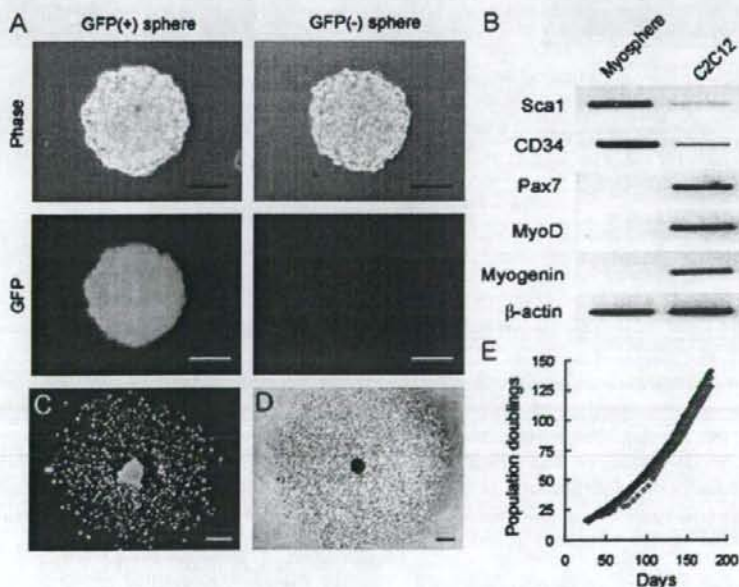 A
GFP(+) sphere
GFP(-) sphere
Phase
GFP
C
D
B
Myosphere
C2C12
Sca1
CD34
Pax7
MyoD
Myogenin
β-actin
E
Population doublings
150
125
100
75
50
25
0
0
50
100
150
200
Days